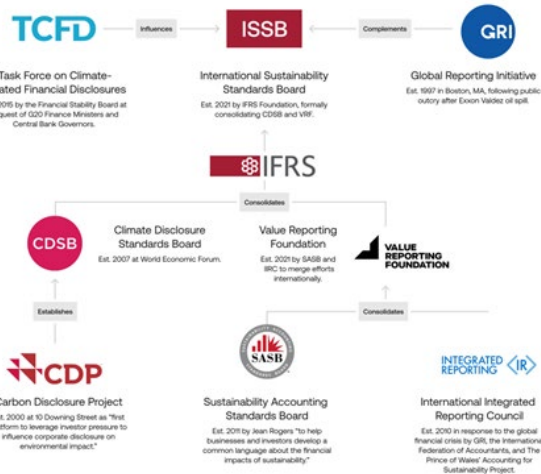 TCFD
Influences
ISSB
Complements
GRI
Task Force on Climate-
ated Financial Disclosures
2015 by the Financial Stability Board at
quest of G20 Finance Ministers and
Central Bank Governors.
International Sustainability
Standards Board
Est. 2021 by IFRS Foundation, formally
consolidating CDSB and VRF.
Global Reporting Initiative
Est. 1997 in Boston, MA, following public
outcry after Exxon Valdez oil spill.
IFRS
Consolidates
CDSB
Climate Disclosure
Standards Board
Est. 2007 at World Economic Forum.
Value Reporting
Foundation
Est. 2021 by SASB and
IIRC to merge efforts
internationally.
VALUE
REPORTING
FOUNDATION
Establishes
Consolidates
CDP
Carbon Disclosure Project
st. 2000 at 10 Downing Street as "first
tform to leverage investor pressure to
influence corporate disclosure on
environmental impact."
SASB
Sustainability Accounting
Standards Board
Est. 2011 by Jean Rogers "to help
businesses and investors develop a
common language about the financial
impacts of sustainability."
INTEGRATED
REPORTING
<IR>
International Integrated
Reporting Council
Est. 2010 in response to the global
financial crisis by GRI, the Internationa
Federation of Accountants, and The
Prince of Wales' Accounting for
Sustainability Project.